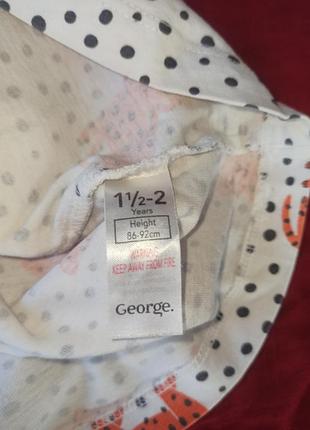 1½-2
Years
Height
86-92cm
WARNING
KEEP AWAY FROM FIRE
George.